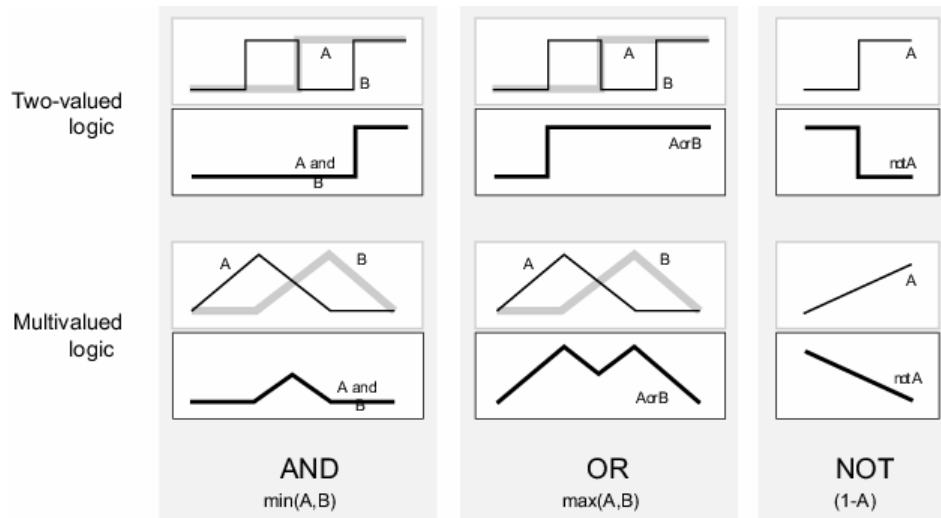 A
B
A and
B
A
B
AorB
A
notA
Two-valued
logic
A
B
A and
B
A
B
AorB
A
notA
Multivalued
logic
AND
min(A,B)
OR
max(A,B)
NOT
(1-A)